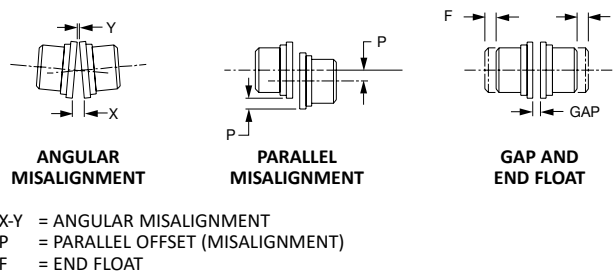 Y
X
ANGULAR
MISALIGNMENT
P
P
PARALLEL
MISALIGNMENT
F
GAP
GAP AND
END FLOAT
X-Y = ANGULAR MISALIGNMENT
P = PARALLEL OFFSET (MISALIGNMENT)
F = END FLOAT